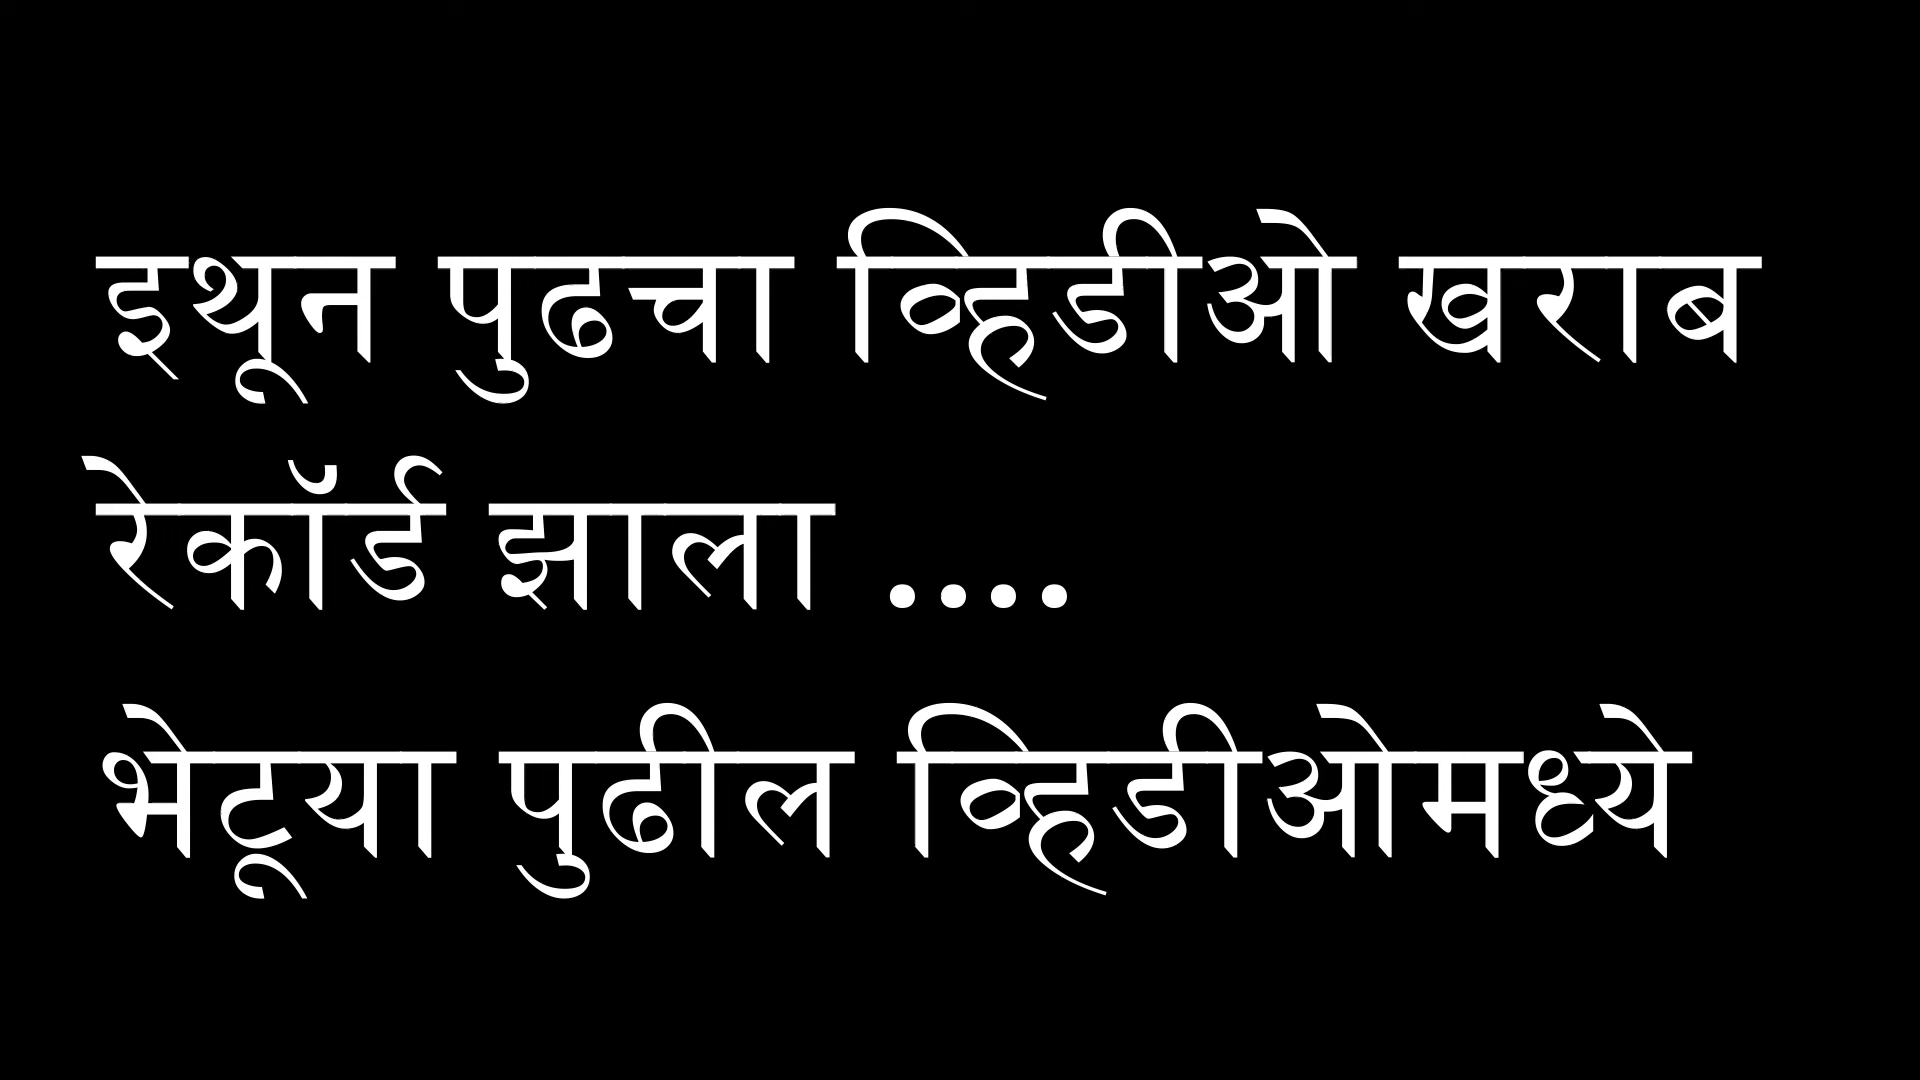 इथून पुढचा व्हिडीओ खराब
रेकॉर्ड झाला ....
भेटूया पुढील व्हिडीओमध्ये